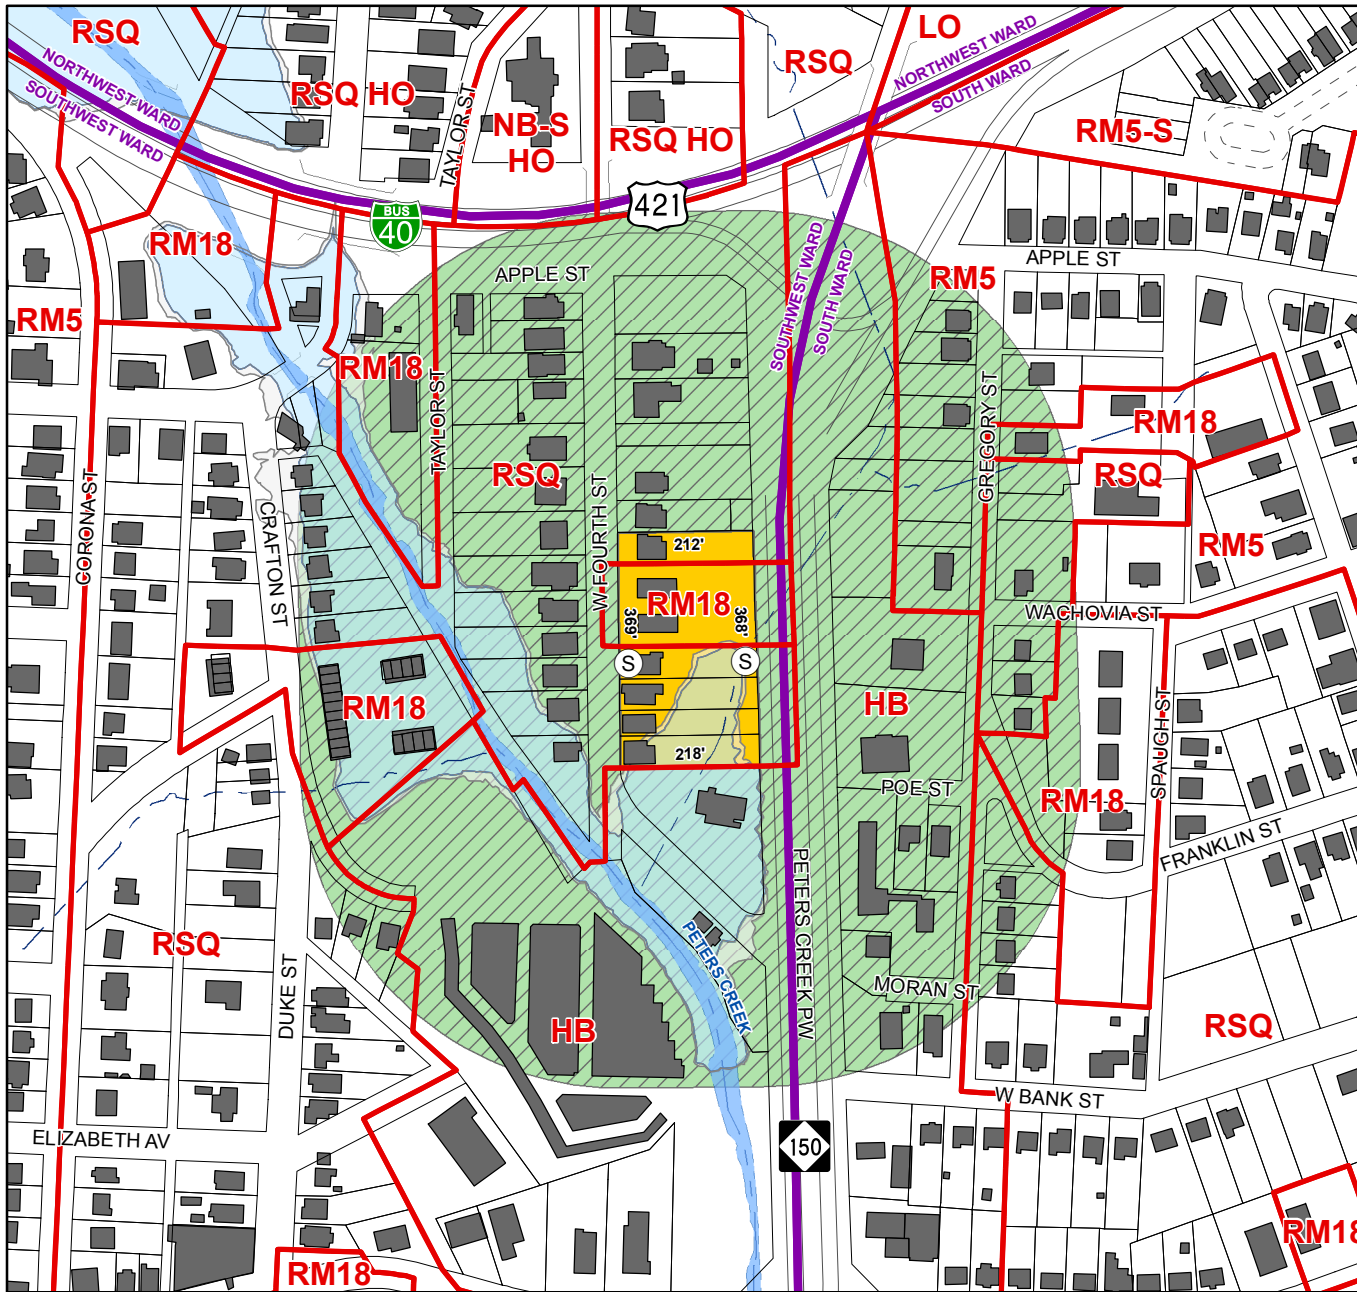 RSQ
LO
RSQ
NORTHWEST WARD
SOUTHWEST WARD
NORTHWEST WARD
SOUTH WARD
RSQ HO
TAYLOR ST
NB-S
HO
RSQ HO
RM5-S
421
BUS
40
RM18
SOUTHWEST WARD
SOUTH WARD
APPLE ST
APPLE ST
RM5
RM5
RM18
TAYLOR ST
GREGORY ST
RM18
RSQ
RSQ
CORONA ST
CRAFTON ST
W FOURTH ST
212'
RM5
RM18
369'
368'
WACHOVIA ST
S
S
RM18
HB
SPAUGH ST
218'
POE ST
RM18
FRANKLIN ST
PETERS CREEK PW
RSQ
DUKE ST
PETERS CREEK
MORAN ST
HB
RSQ
W BANK ST
ELIZABETH AV
150
RM18
RM18